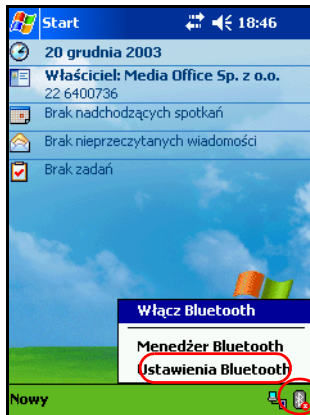 Start 18:46
20 grudnia 2003
Właściciel: Media Office Sp. z o.o.
22 6400736
Brak nadchodzących spotkań
Brak nieprzeczytanych wiadomości
Brak zadań
Włącz Bluetooth
Menedżer Bluetooth
Ustawienia Bluetooth
Nowy